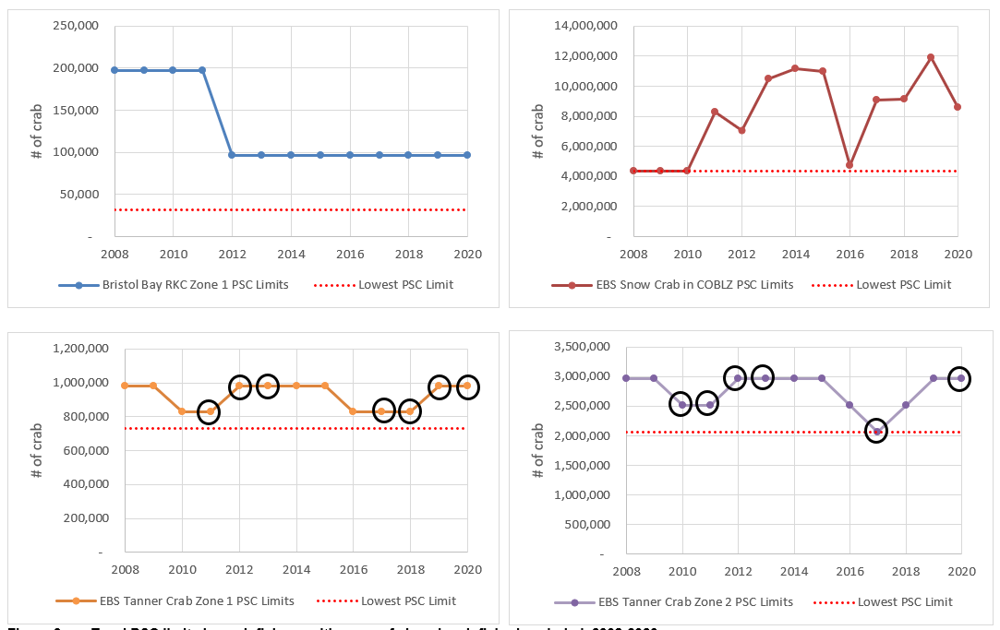 250,000
200,000
150,000
100,000
50,000
-
# of crab
2008 2010 2012 2014 2016 2018 2020
Bristol Bay RKC Zone 1 PSC Limits Lowest PSC Limit
14,000,000
12,000,000
10,000,000
8,000,000
6,000,000
4,000,000
2,000,000
-
# of crab
2008 2010 2012 2014 2016 2018 2020
EBS Snow Crab in COBLZ PSC Limits Lowest PSC Limit
1,200,000
1,000,000
800,000
600,000
400,000
200,000
-
# of crab
2008 2010 2012 2014 2016 2018 2020
EBS Tanner Crab Zone 1 PSC Limits Lowest PSC Limit
3,500,000
3,000,000
2,500,000
2,000,000
1,500,000
1,000,000
500,000
-
# of crab
2008 2010 2012 2014 2016 2018 2020
EBS Tanner Crab Zone 2 PSC Limits Lowest PSC Limit